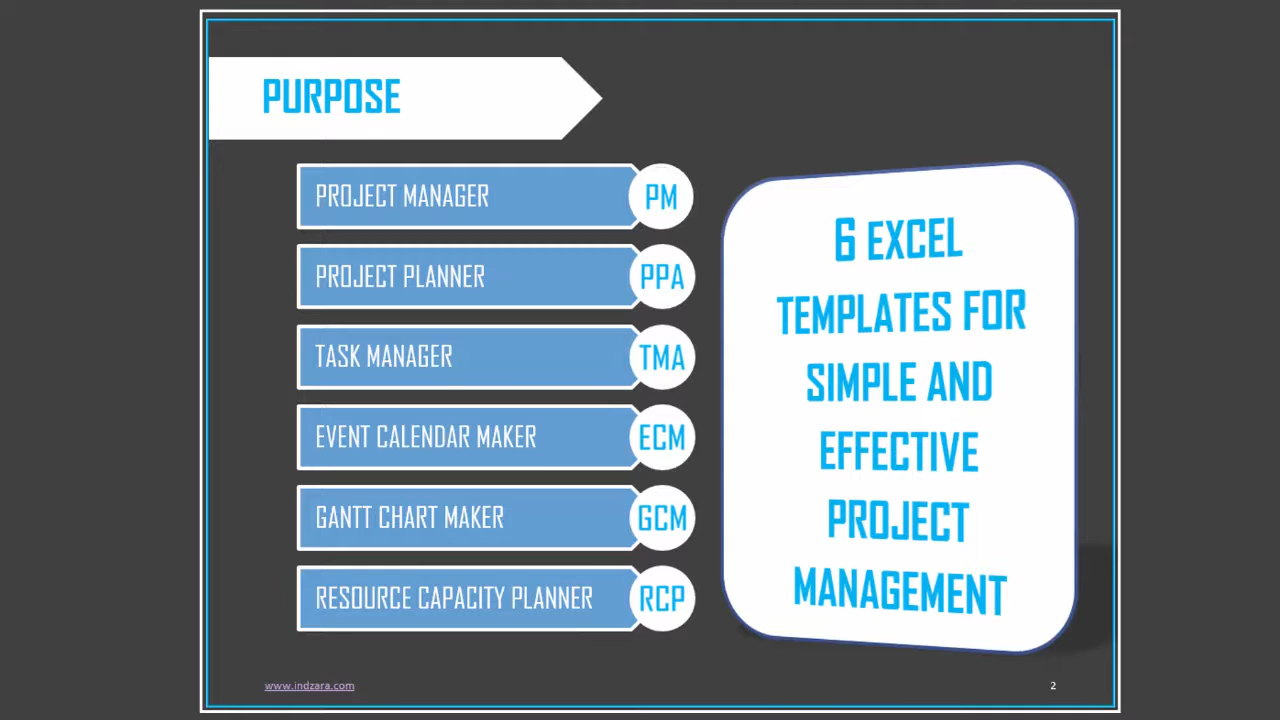 PURPOSE
PROJECT MANAGER PM
PROJECT PLANNER PPA
TASK MANAGER TMA
EVENT CALENDAR MAKER ECM
GANTT CHART MAKER GCM
RESOURCE CAPACITY PLANNER RCP
6 EXCEL
TEMPLATES FOR
SIMPLE AND
EFFECTIVE
PROJECT
MANAGEMENT
www.indzara.com
2